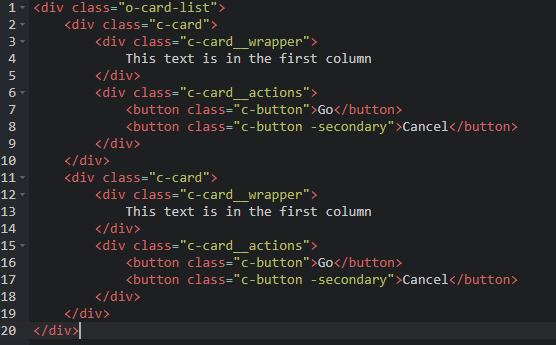 1 <div class="o-card-list">
2     <div class="c-card">
3         <div class="c-card__wrapper">
4             This text is in the first column
5         </div>
6         <div class="c-card__actions">
7             <button class="c-button">Go</button>
8             <button class="c-button -secondary">Cancel</button>
9         </div>
10     </div>
11     <div class="c-card">
12         <div class="c-card__wrapper">
13             This text is in the first column
14         </div>
15         <div class="c-card__actions">
16             <button class="c-button">Go</button>
17             <button class="c-button -secondary">Cancel</button>
18         </div>
19     </div>
20 </div>